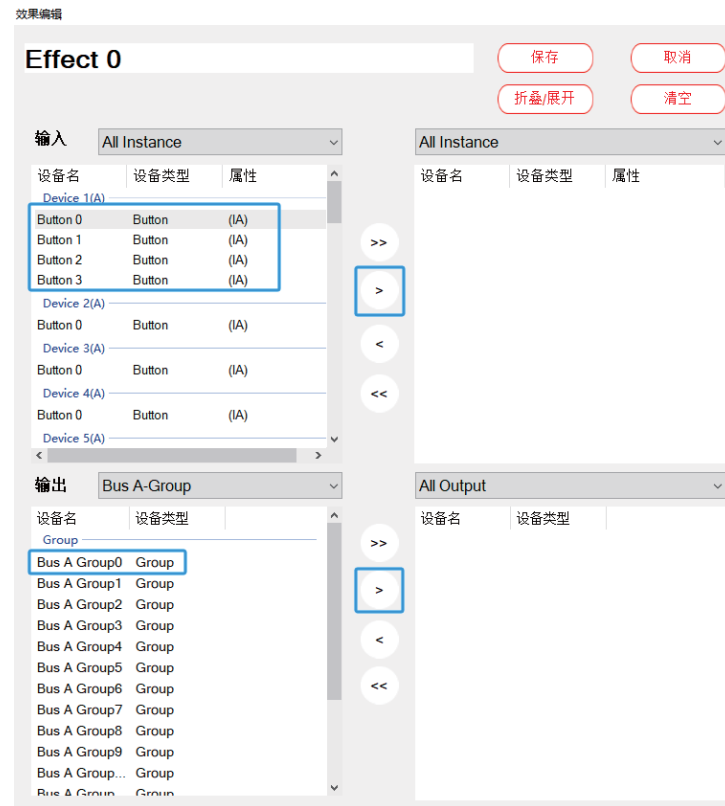 效果编辑
Effect 0
保存
取消
折叠/展开
清空
输入
All Instance
设备名 设备类型 属性
Device 1(A)
Button 0 Button (IA)
Button 1 Button (IA)
Button 2 Button (IA)
Button 3 Button (IA)
Device 2(A)
Button 0 Button (IA)
Device 3(A)
Button 0 Button (IA)
Device 4(A)
Button 0 Button (IA)
Device 5(A)
>>
>
<
<<
All Instance
设备名 设备类型 属性
输出
Bus A-Group
设备名 设备类型
Group
Bus A Group0 Group
Bus A Group1 Group
Bus A Group2 Group
Bus A Group3 Group
Bus A Group4 Group
Bus A Group5 Group
Bus A Group6 Group
Bus A Group7 Group
Bus A Group8 Group
Bus A Group9 Group
Bus A Group... Group
Bus A Group... Group
>>
>
<
<<
All Output
设备名 设备类型